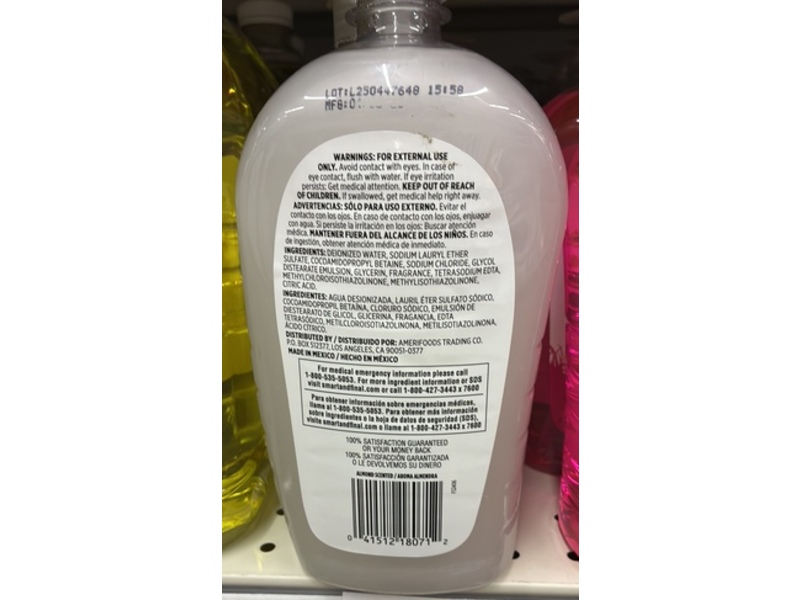 LOT:L250447648 15:58
MFG:0
WARNINGS: FOR EXTERNAL USE
ONLY. Avoid contact with eyes. In case of
eye contact, flush with water. If eye irritation
persists: Get medical attention. KEEP OUT OF REACH
OF CHILDREN. If swallowed, get medical help right away.
ADVERTENCIAS: SÓLO PARA USO EXTERNO. Evitar el
contacto con los ojos. En caso de contacto con los ojos, enjuagar
con agua. Si persiste la irritación en los ojos: Buscar atención
médica. MANTENER FUERA DEL ALCANCE DE LOS NIÑOS. En caso
de ingestión, obtener atención médica de inmediato.
INGREDIENTS: DEIONIZED WATER, SODIUM LAURYL ETHER
SULFATE, COCOAMIDOPROPYL BETAINE, SODIUM CHLORIDE, GLYCOL
DISTEARATE EMULSION, GLYCERIN, FRAGRANCE, TETRASODIUM EDTA,
METHYLCHLOROISOTHIAZOLINONE, METHYLISOTHIAZOLINONE,
CITRIC ACID.
INGREDIENTES: AGUA DESIONIZADA, LAURIL ÉTER SULFATO SÓDICO,
COCOAMIDOPROPIL BETAÍNA, CLORURO SÓDICO, EMULSIÓN DE
DIESTEARATO DE GLICOL, GLICERINA, FRAGANCIA, EDTA
TETRASÓDICO, METILCLOROISOTIAZOLINONA, METILISOTIAZOLINONA,
ÁCIDO CÍTRICO.
DISTRIBUTED BY / DISTRIBUIDO POR: AMERIFOODS TRADING CO.
P.O. BOX 512377, LOS ANGELES, CA 90051-0377
MADE IN MEXICO / HECHO EN MÉXICO
For medical emergency information please call
1-800-535-5053. For more ingredient information or SDS
visit smartandfinal.com or call 1-800-427-3443 x 7600
Para obtener información sobre emergencias médicas,
llame al 1-800-535-5053. Para obtener más información
sobre ingredientes o la hoja de datos de seguridad (SDS),
visite smartandfinal.com o llame al 1-800-427-3443 x 7600
100% SATISFACTION GUARANTEED
OR YOUR MONEY BACK
100% SATISFACCIÓN GARANTIZADA
O LE DEVOLVEMOS SU DINERO
ALMOND SCENTED / AROMA ALMENDRA
0 41512 18071 2